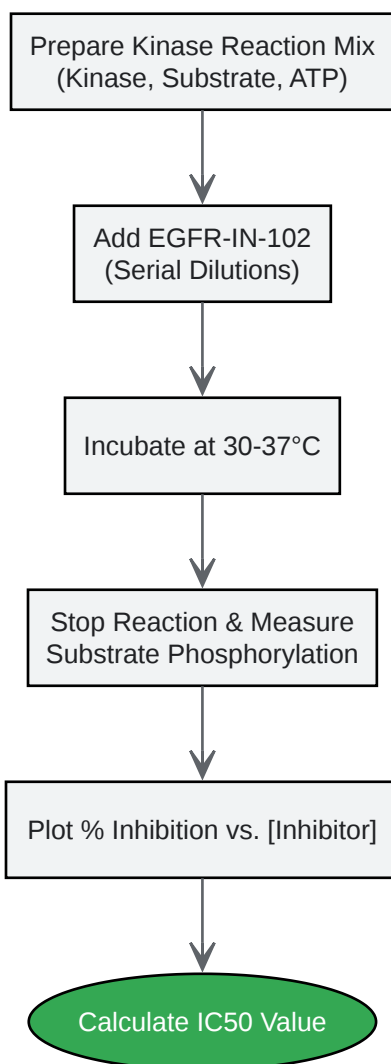 Prepare Kinase Reaction Mix
(Kinase, Substrate, ATP)
Add EGFR-IN-102
(Serial Dilutions)
Incubate at 30-37°C
Stop Reaction & Measure
Substrate Phosphorylation
Plot % Inhibition vs. [Inhibitor]
Calculate IC50 Value